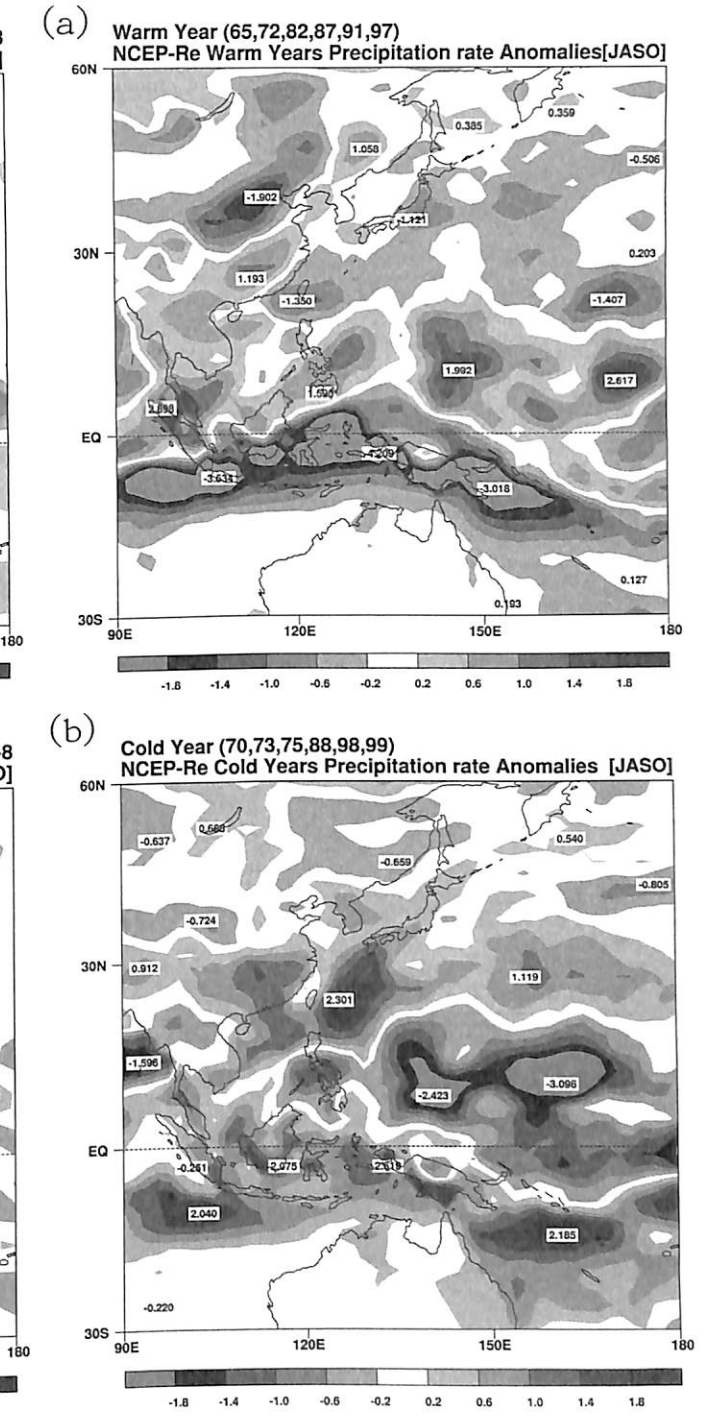 (a)
Warm Year (65,72,82,87,91,97)
NCEP-Re Warm Years Precipitation rate Anomalies[JASO]
60N
0.385
0.359
1.058
-0.506
-1.902
-1.121
30N
0.203
1.193
-1.350
-1.407
1.992
2.617
EQ
-3.634
-4.209
-3.018
0.127
0.193
30S
90E 120E 150E 180
180
-1.8 -1.4 -1.0 -0.6 -0.2 0.2 0.6 1.0 1.4 1.8
(b)
Cold Year (70,73,75,88,98,99)
NCEP-Re Cold Years Precipitation rate Anomalies [JASO]
60N
-0.637
0.540
-0.659
-0.805
-0.724
30N
0.912
1.119
2.301
-1.596
-2.423
-3.096
EQ
2.040
2.185
-0.220
30S
90E 120E 150E 180
180
-1.8 -1.4 -1.0 -0.6 -0.2 0.2 0.6 1.0 1.4 1.8